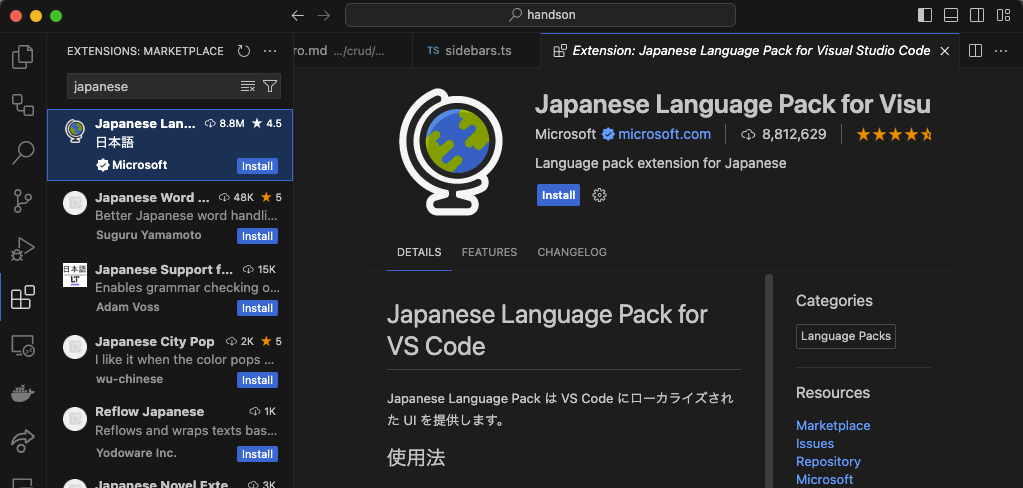 handson
EXTENSIONS: MARKETPLACE
japanese
Japanese Lan... 8.8M ★ 4.5
日本語
Microsoft Install
Japanese Word ... 48K ★ 5
Better Japanese word handli...
Suguru Yamamoto Install
日本語
LT
Japanese Support f... 15K
Enables grammar checking o...
Adam Voss Install
Japanese City Pop 2K ★ 5
I like it when the color pops ...
wu-chinese Install
Reflow Japanese 1K
Reflows and wraps texts bas...
Yodoware Inc. Install
Japanese Novel Exte 3K
ro.md .../crud/...
TS sidebars.ts
Extension: Japanese Language Pack for Visual Studio Code
Japanese Language Pack for Visu
Microsoft microsoft.com 8,812,629
Language pack extension for Japanese
Install
DETAILS FEATURES CHANGELOG
Japanese Language Pack for
VS Code
Japanese Language Pack は VS Code にローカライズされ
た UI を提供します。
使用法
Categories
Language Packs
Resources
Marketplace
Issues
Repository
Microsoft